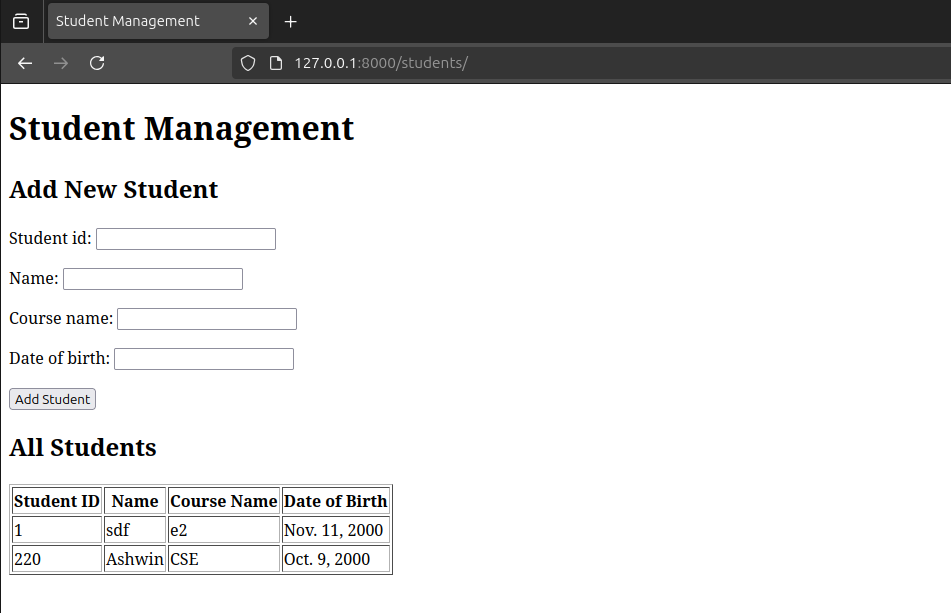 Student Management
127.0.0.1:8000/students/
Student Management
Add New Student
Student id:
Name:
Course name:
Date of birth:
Add Student
All Students
Student ID Name Course Name Date of Birth
1 sdf e2 Nov. 11, 2000
220 Ashwin CSE Oct. 9, 2000